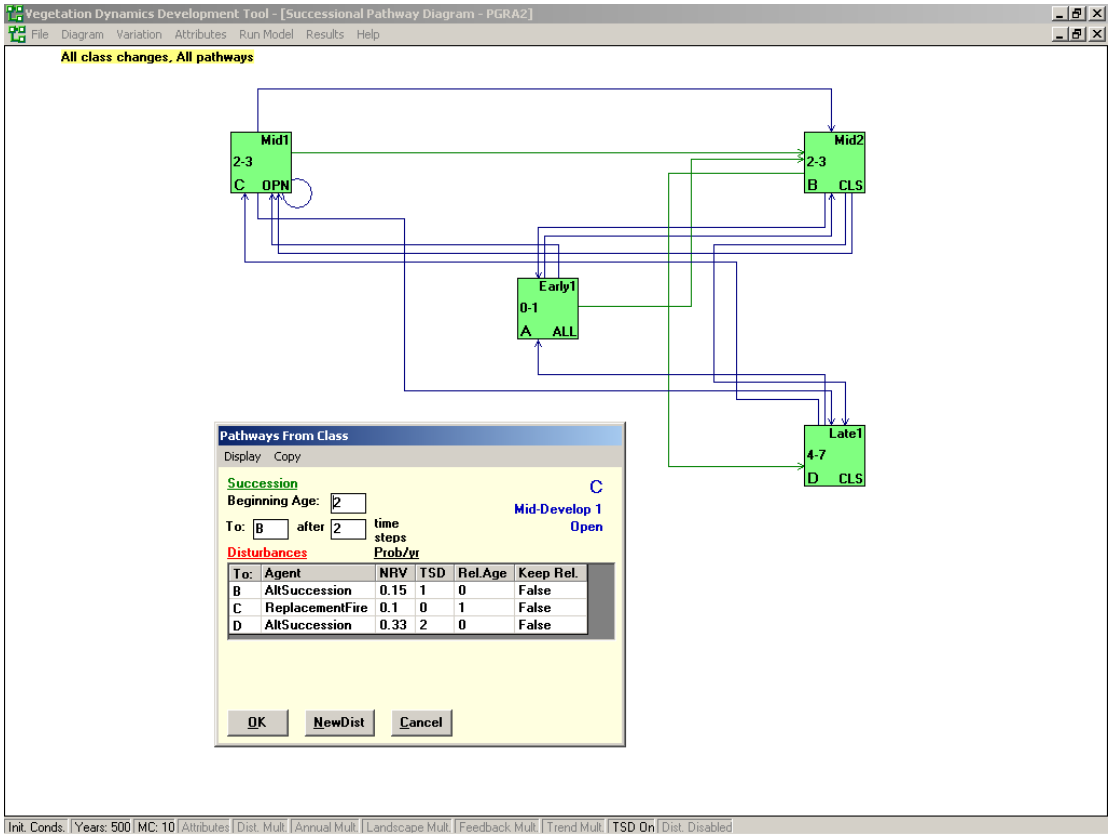 Vegetation Dynamics Development Tool - [Successional Pathway Diagram - PGRA2]
File Diagram Variation Attributes Run Model Results Help
All class changes, All pathways
Mid1
2-3
C OPN
Mid2
2-3
B CLS
Early1
0-1
A ALL
Late1
4-7
D CLS
Pathways From Class
Display Copy
Succession
C
Beginning Age: 2
Mid-Develop 1
To: B after 2 time steps
Open
Disturbances Prob/yr
To: Agent NRV TSD Rel.Age Keep Rel.
B AltSuccession 0.15 1 0 False
C ReplacementFire 0.1 0 1 False
D AltSuccession 0.33 2 0 False
OK NewDist Cancel
Init. Conds. Years: 500 MC: 10 Attributes Dist. Mult. Annual Mult. Landscape Mult. Feedback Mult. Trend Mult. TSD On Dist. Disabled